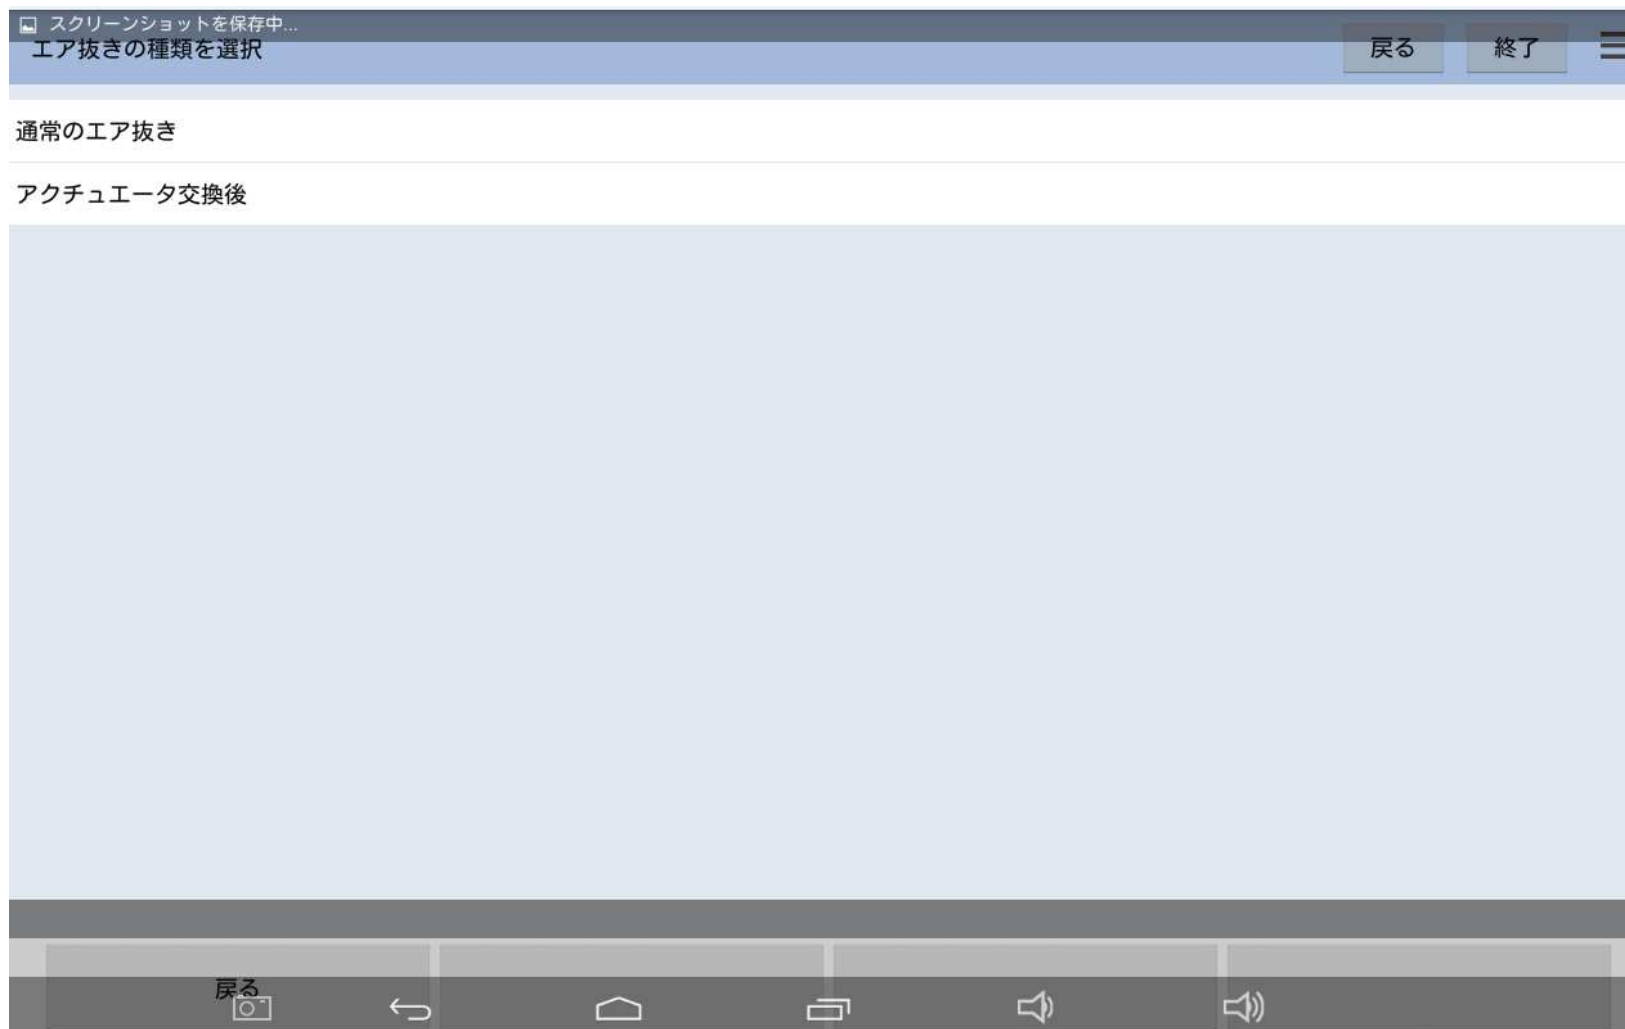 スクリーンショットを保存中...
エア抜きの種類を選択
戻る
終了
通常のエア抜き
アクチュエータ交換後
戻る